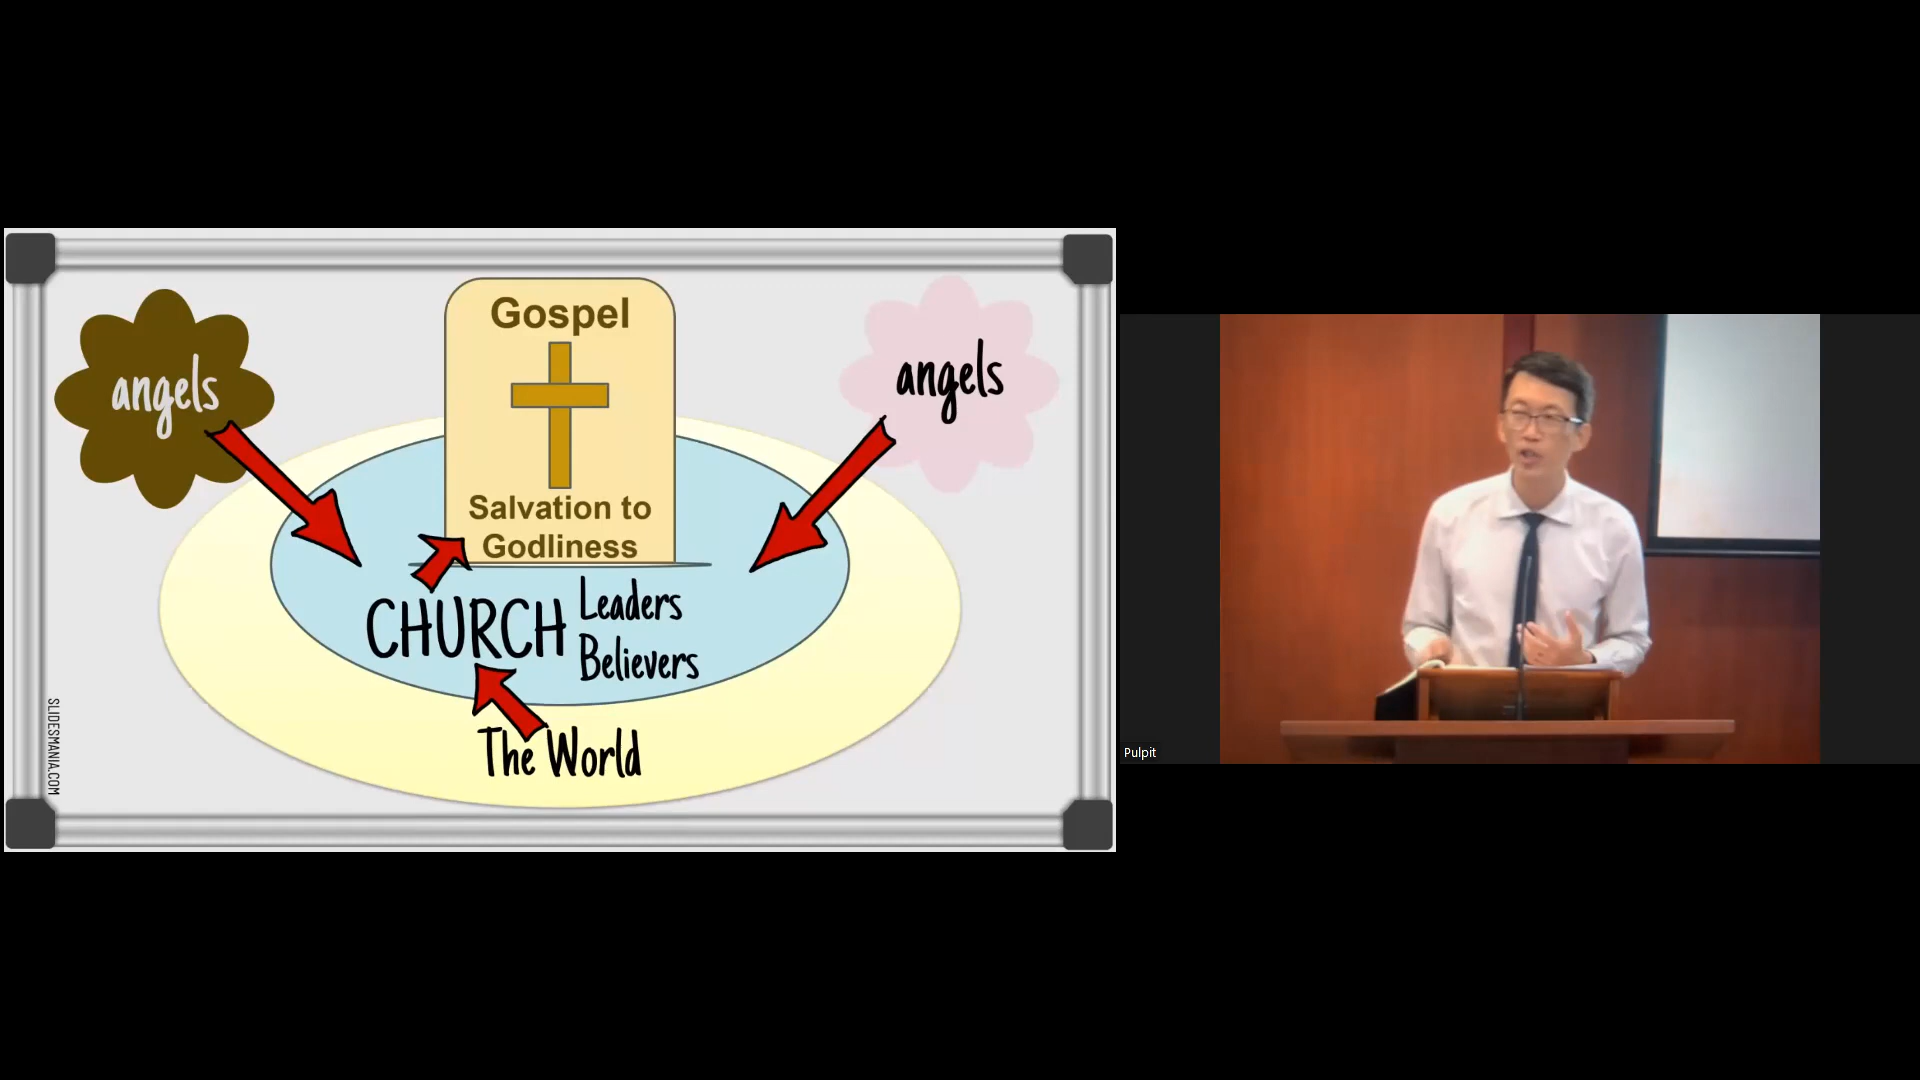 Gospel
angels
angels
Salvation to
Godliness
CHURCH
Leaders
Believers
The World
SLIDESMANIA.COM
Pulpit